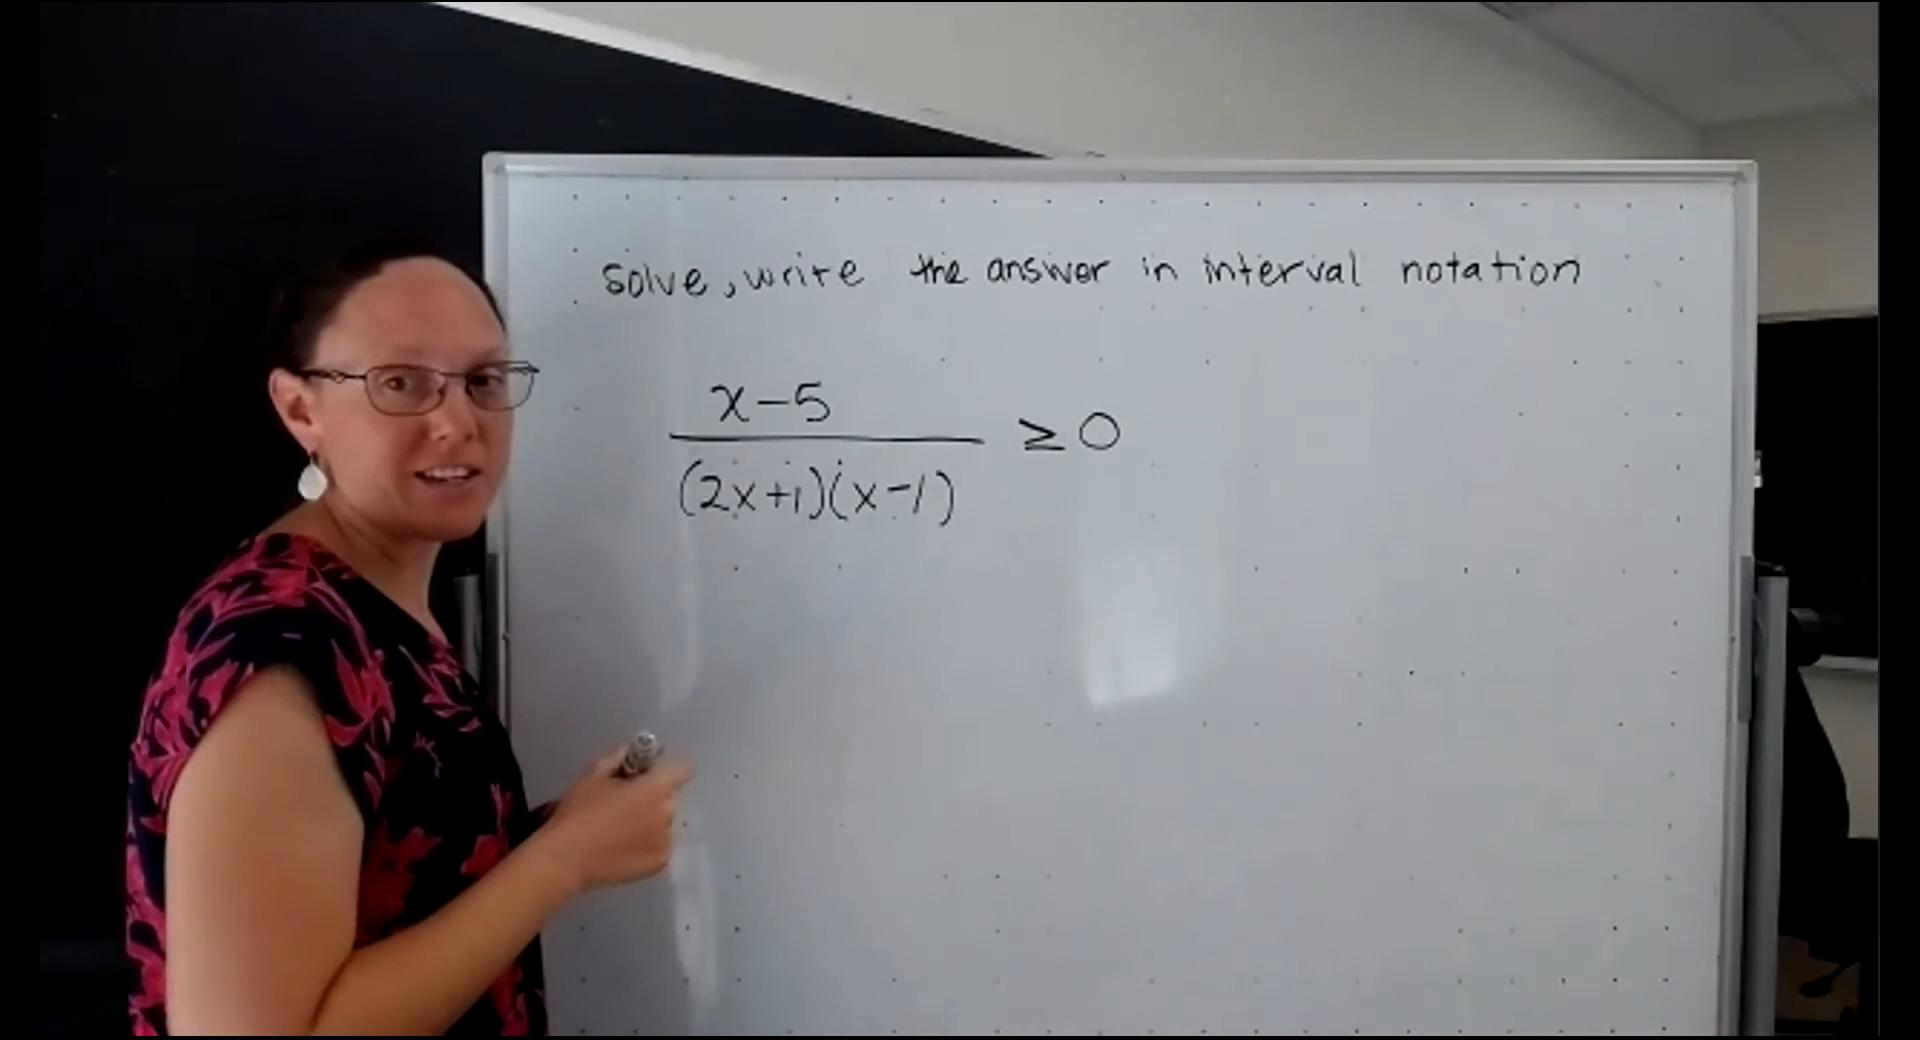 Solve, write the answer in interval notation
x-5
≥0
(2x+1)(x-1)